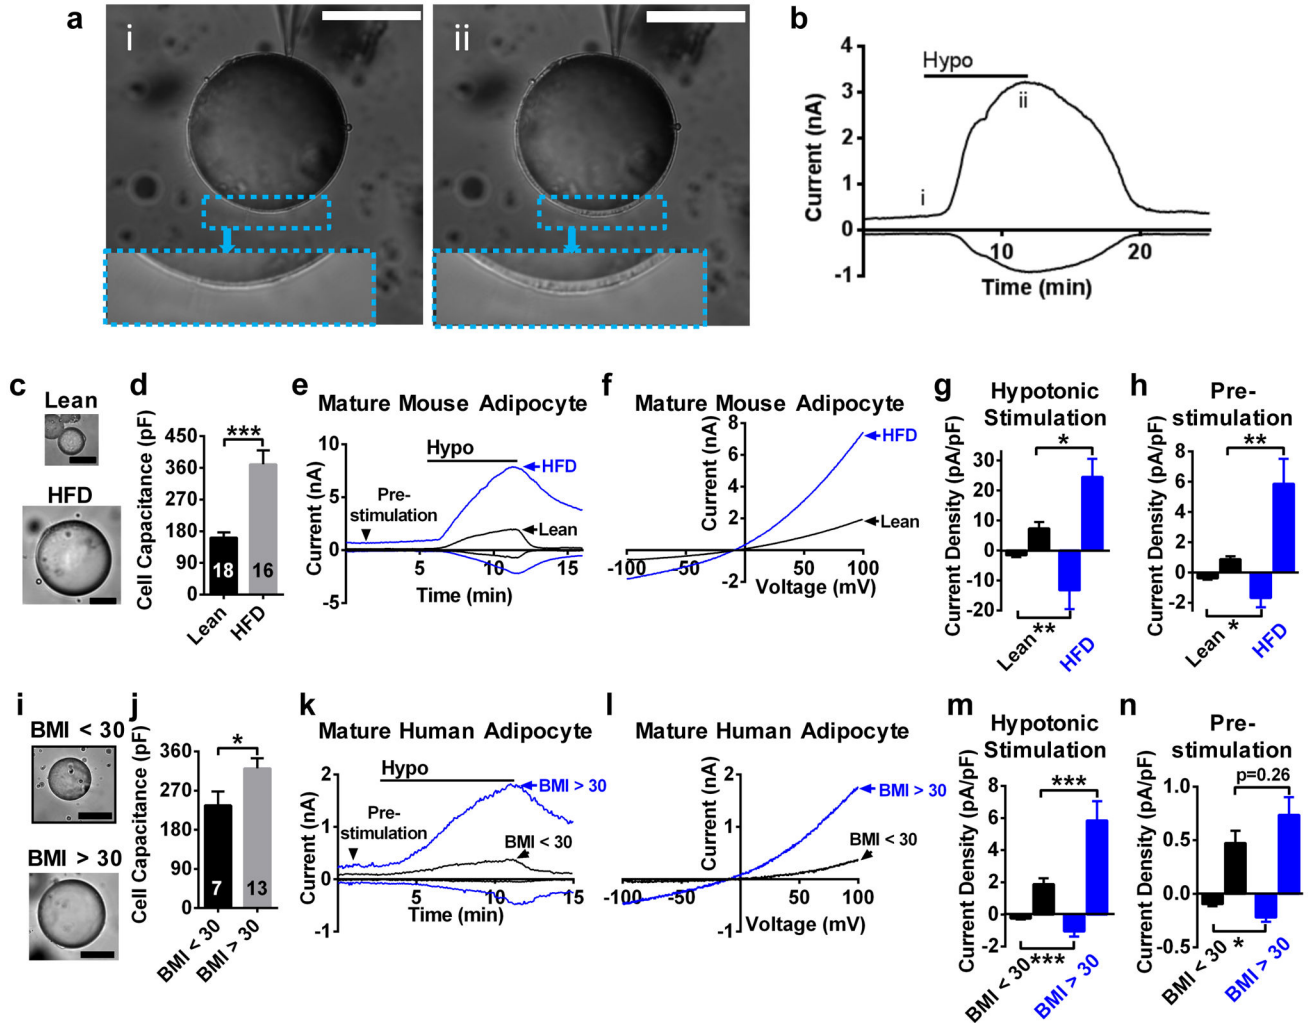 a
i
ii
b
4
3
2
1
0
-1
Current (nA)
Hypo
i
ii
10
20
Time (min)
c
Lean
HFD
d
Cell Capacitance (pF)
450
360
270
180
90
0
***
18
16
Lean
HFD
e
Mature Mouse Adipocyte
Current (nA)
10
5
0
-5
Hypo
Pre-
stimulation
HFD
Lean
5
10
15
Time (min)
f
Mature Mouse Adipocyte
Current (nA)
8
6
4
2
-2
HFD
Lean
-100
-50
50
100
Voltage (mV)
g
Hypotonic
Stimulation
Current Density (pA/pF)
30
20
10
0
-10
-20
*
**
Lean
HFD
h
Pre-
stimulation
Current Density (pA/pF)
8
6
4
2
0
-2
**
*
Lean
HFD
i
BMI < 30
BMI > 30
j
Cell Capacitance (pF)
360
270
180
90
0
*
7
13
BMI < 30
BMI > 30
k
Mature Human Adipocyte
Current (nA)
2
1
0
-1
Hypo
Pre-
stimulation
BMI > 30
BMI < 30
5
10
15
Time (min)
l
Mature Human Adipocyte
Current (nA)
2
1
-1
BMI > 30
BMI < 30
-100
-50
50
100
Voltage (mV)
m
Hypotonic
Stimulation
Current Density (pA/pF)
8
6
4
2
0
-2
***
***
BMI < 30
BMI > 30
n
Pre-
stimulation
Current Density (pA/pF)
1.0
0.5
0.0
-0.5
p=0.26
*
BMI < 30
BMI > 30